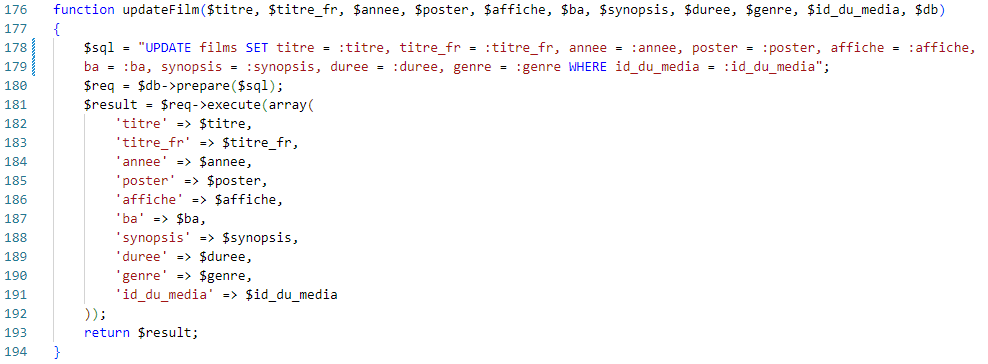 176 function updateFilm($titre, $titre_fr, $annee, $poster, $affiche, $ba, $synopsis, $duree, $genre, $id_du_media, $db)
177 {
178 $sql = "UPDATE films SET titre = :titre, titre_fr = :titre_fr, annee = :annee, poster = :poster, affiche = :affiche,
179 ba = :ba, synopsis = :synopsis, duree = :duree, genre = :genre WHERE id_du_media = :id_du_media";
180 $req = $db->prepare($sql);
181 $result = $req->execute(array(
182 'titre' => $titre,
183 'titre_fr' => $titre_fr,
184 'annee' => $annee,
185 'poster' => $poster,
186 'affiche' => $affiche,
187 'ba' => $ba,
188 'synopsis' => $synopsis,
189 'duree' => $duree,
190 'genre' => $genre,
191 'id_du_media' => $id_du_media
192 ));
193 return $result;
194 }